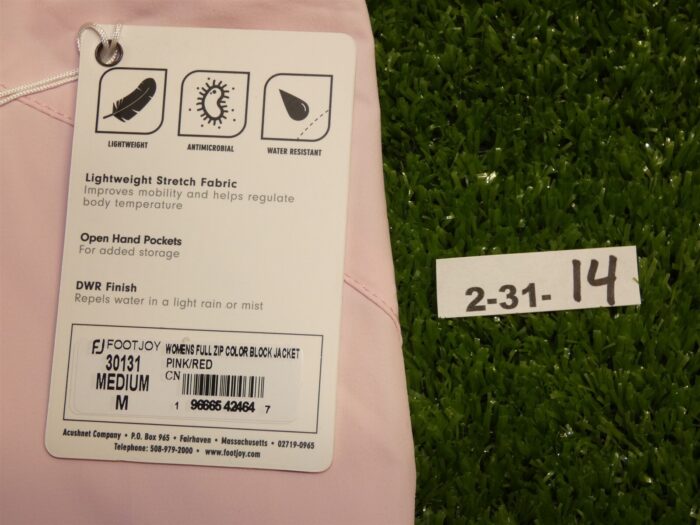 LIGHTWEIGHT
ANTIMICROBIAL
WATER RESISTANT
Lightweight Stretch Fabric
Improves mobility and helps regulate
body temperature
Open Hand Pockets
For added storage
DWR Finish
Repels water in a light rain or mist
FJ FOOTJOY
30131
MEDIUM
M
WOMENS FULL ZIP COLOR BLOCK JACKET
PINK/RED
CN
1 96665 42464 7
Acushnet Company • P.O. Box 965 • Fairhaven • Massachusetts • 02719-0965
Telephone: 508-979-2000 • www.footjoy.com
2-31-14